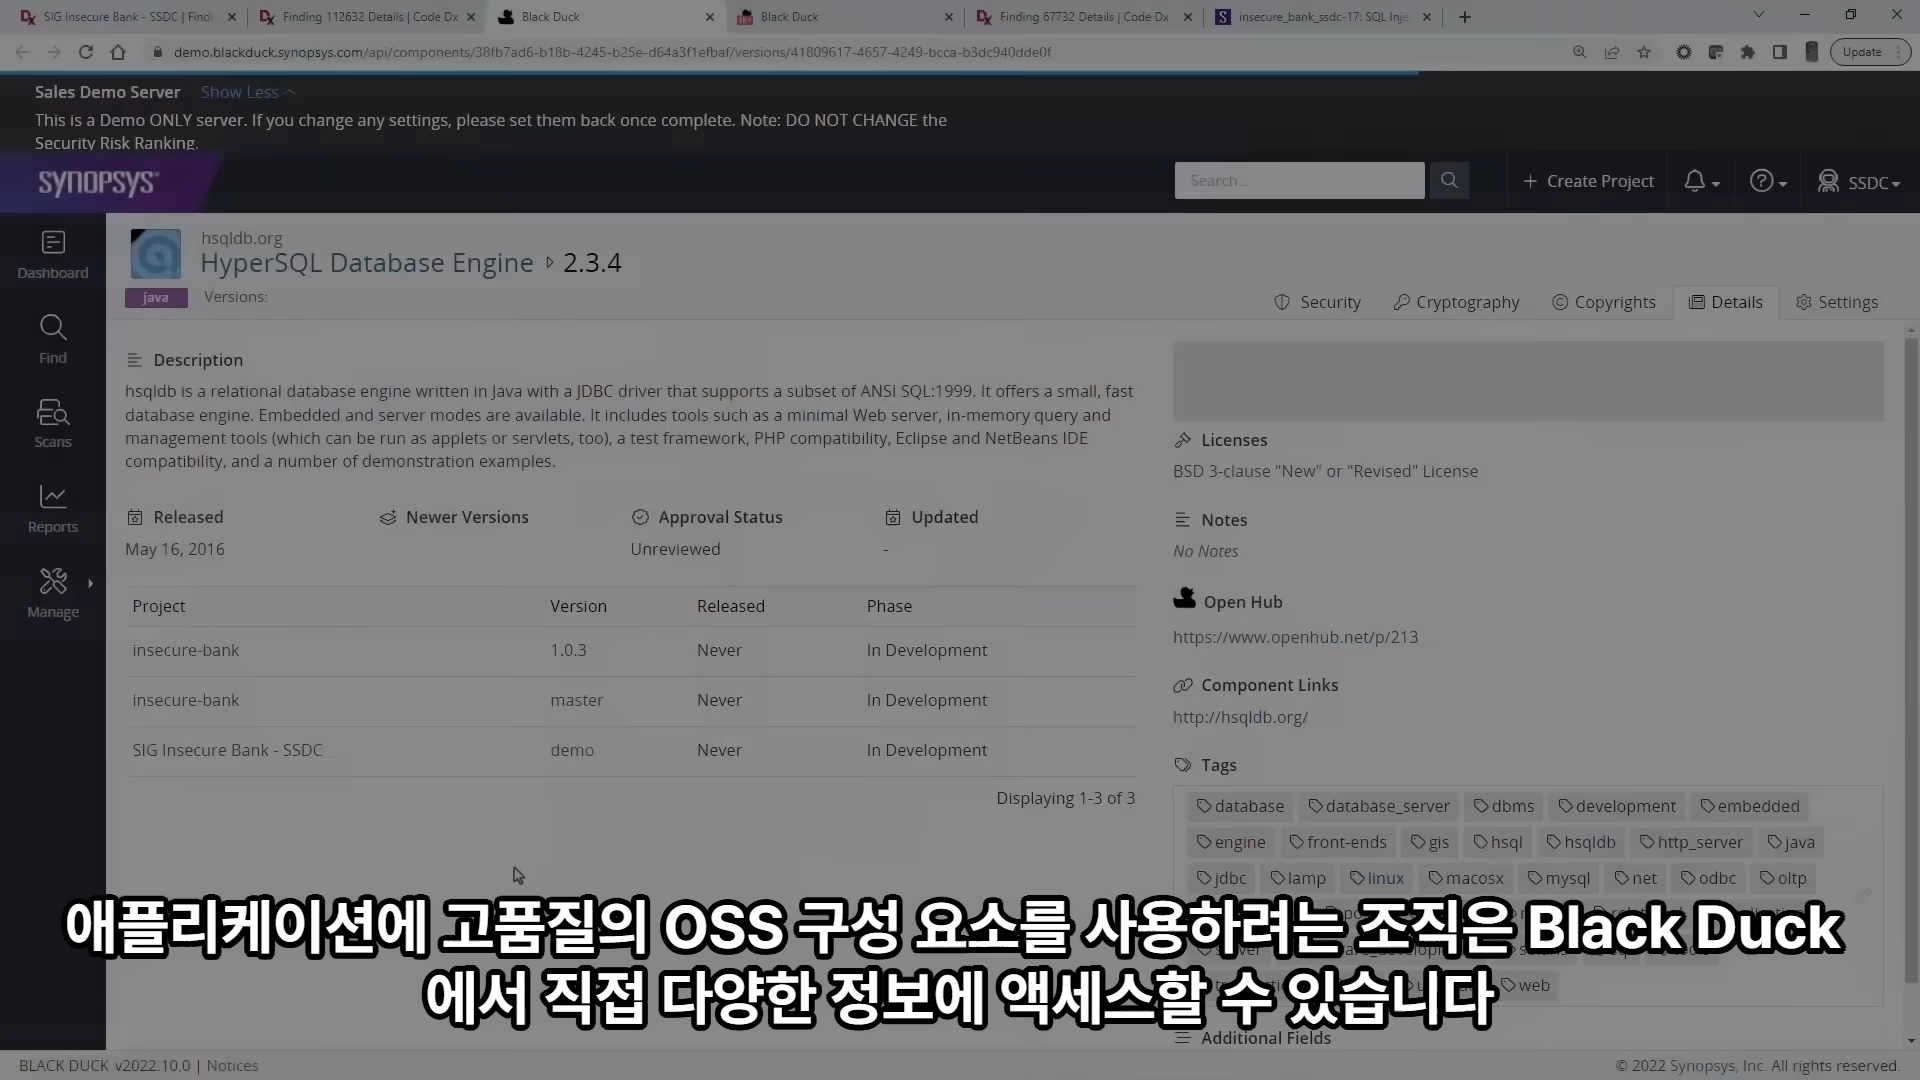 SIG Insecure Bank - SSDC | Findi
Finding 112632 Details | Code Dx
Black Duck
Black Duck
Finding 67732 Details | Code Dx
insecure_bank_ssdc-17: SQL Inje
demo.blackduck.synopsys.com/api/components/38fb7ad6-b18b-4245-b25e-d64a3f1efbaf/versions/41809617-4657-4249-bcca-b3dc940dde0f
Update
Sales Demo Server Show Less
This is a Demo ONLY server. If you change any settings, please set them back once complete. Note: DO NOT CHANGE the
Security Risk Ranking.
SYNOPSYS
Search...
+ Create Project
SSDC
Dashboard
Find
Scans
Reports
Manage
hsqldb.org
HyperSQL Database Engine 2.3.4
java
Versions:
Security
Cryptography
Copyrights
Details
Settings
Description
hsqldb is a relational database engine written in Java with a JDBC driver that supports a subset of ANSI SQL:1999. It offers a small, fast
database engine. Embedded and server modes are available. It includes tools such as a minimal Web server, in-memory query and
management tools (which can be run as applets or servlets, too), a test framework, PHP compatibility, Eclipse and NetBeans IDE
compatibility, and a number of demonstration examples.
Released Newer Versions Approval Status Updated
May 16, 2016 Unreviewed -
Project Version Released Phase
insecure-bank 1.0.3 Never In Development
insecure-bank master Never In Development
SIG Insecure Bank - SSDC demo Never In Development
Displaying 1-3 of 3
Licenses
BSD 3-clause "New" or "Revised" License
Notes
No Notes
Open Hub
https://www.openhub.net/p/213
Component Links
http://hsqldb.org/
Tags
database database_server dbms development embedded
engine front-ends gis hsql hsqldb http_server java
jdbc lamp linux macosx mysql net odbc oltp
web
Additional Fields
애플리케이션에 고품질의 OSS 구성 요소를 사용하려는 조직은 Black Duck
에서 직접 다양한 정보에 액세스할 수 있습니다
BLACK DUCK v2022.10.0 | Notices
© 2022 Synopsys, Inc. All rights reserved.